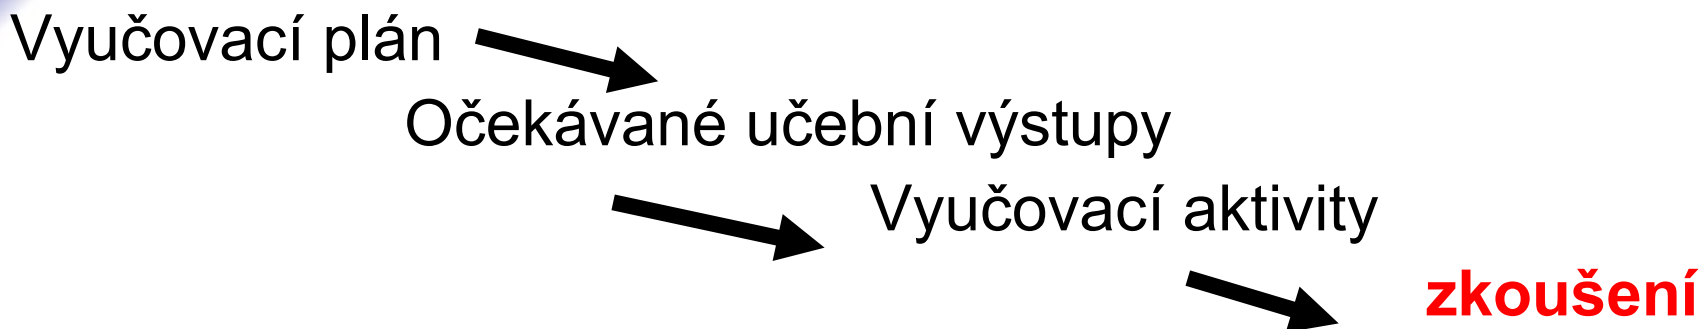 Vyučovací plán
Očekávané učební výstupy
Vyučovací aktivity
zkoušení